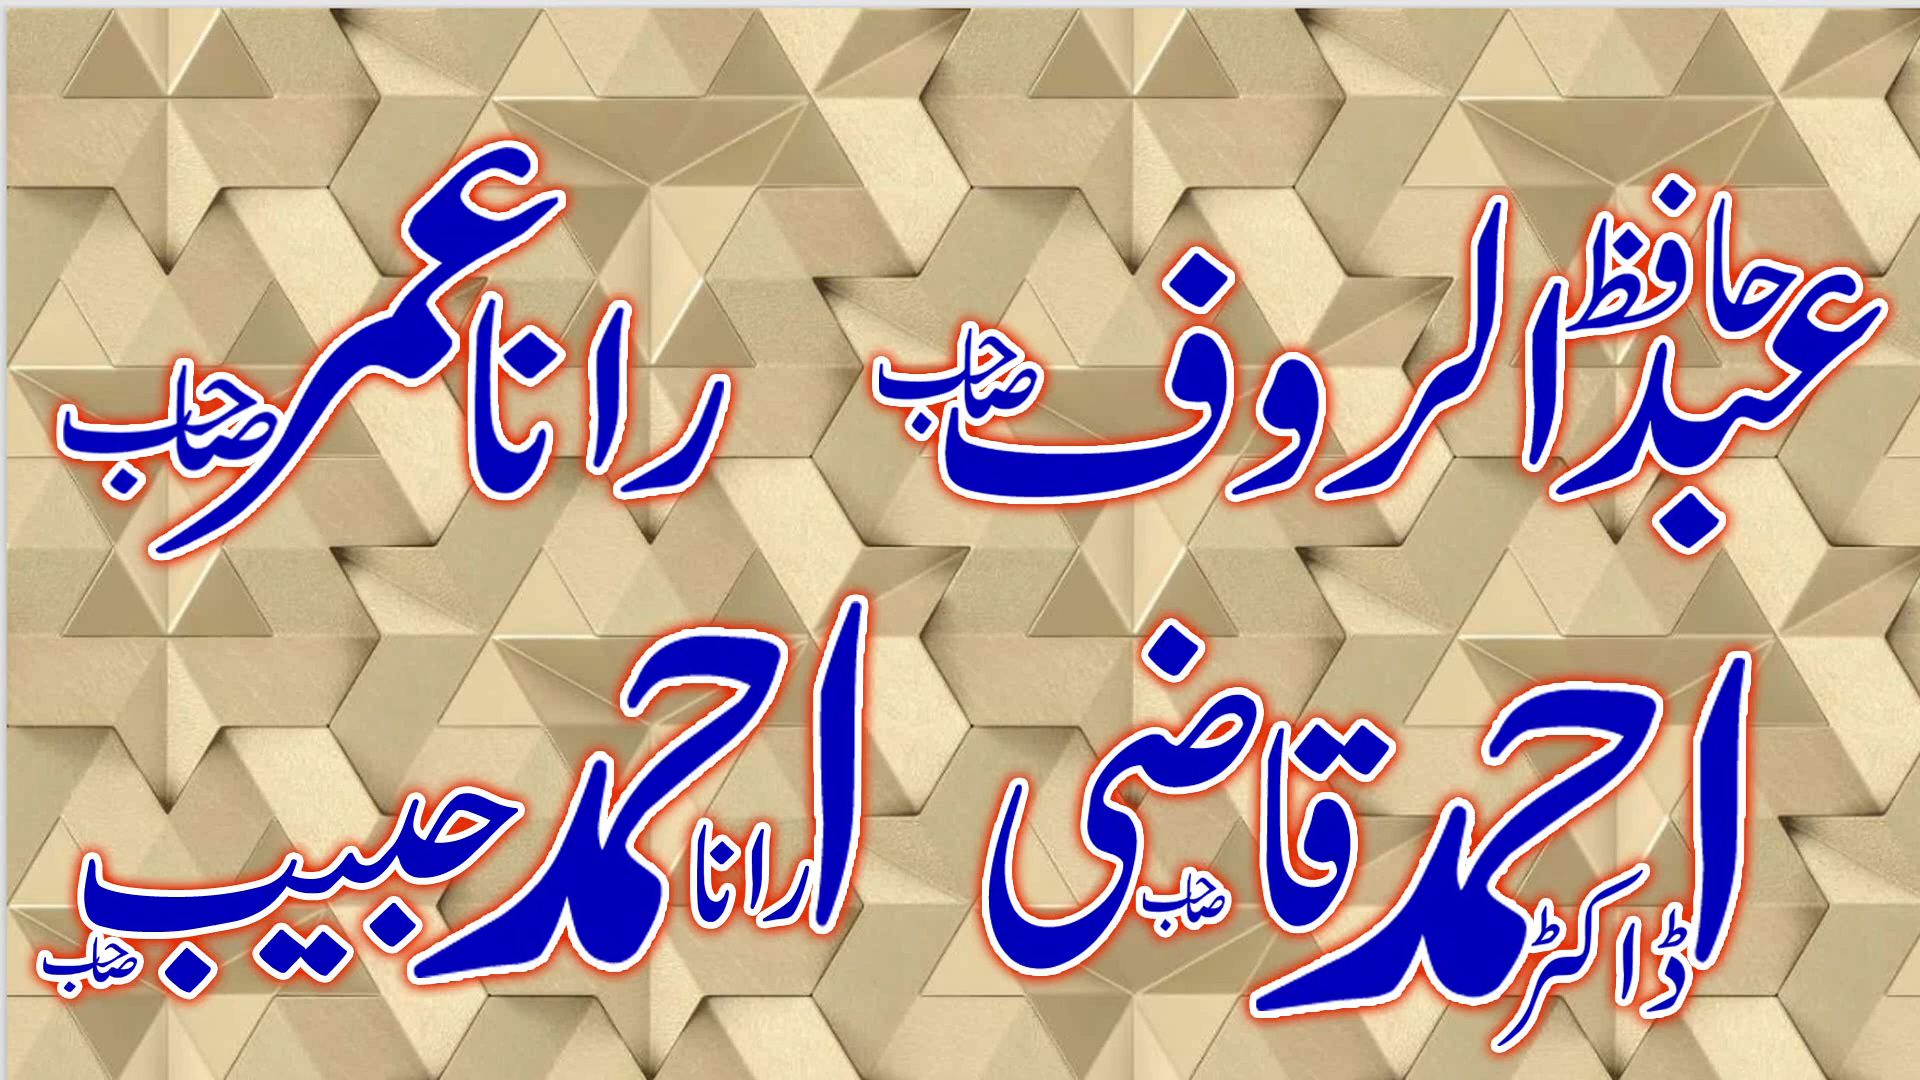 حافظ عبدالروف صاحب
رانا عمر صاحب
ڈاکٹر احمد قاضی صاحب
رانا احمد حبیب صاحب